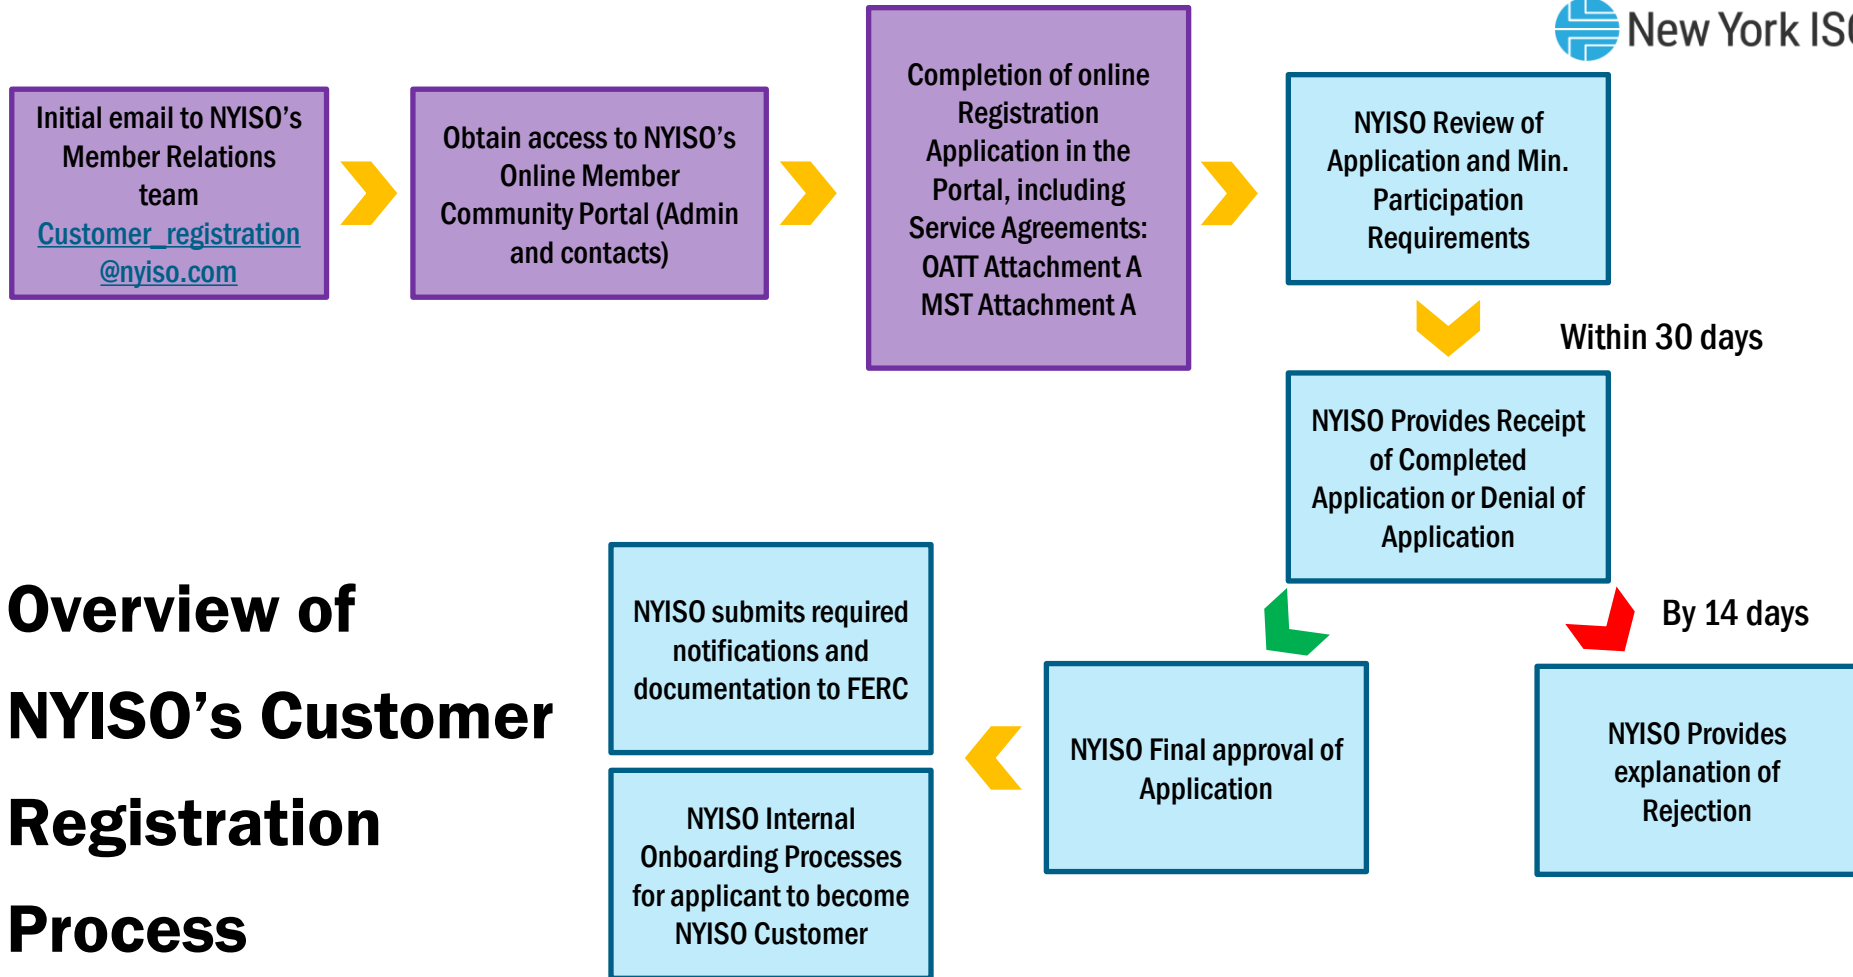 New York ISO
Initial email to NYISO’s
Member Relations
team
Customer_registration
@nyiso.com
Obtain access to NYISO’s
Online Member
Community Portal (Admin
and contacts)
Completion of online
Registration
Application in the
Portal, including
Service Agreements:
OATT Attachment A
MST Attachment A
NYISO Review of
Application and Min.
Participation
Requirements
Within 30 days
NYISO Provides Receipt
of Completed
Application or Denial of
Application
By 14 days
NYISO Provides
explanation of
Rejection
NYISO Final approval of
Application
NYISO submits required
notifications and
documentation to FERC
NYISO Internal
Onboarding Processes
for applicant to become
NYISO Customer
Overview of
NYISO’s Customer
Registration
Process